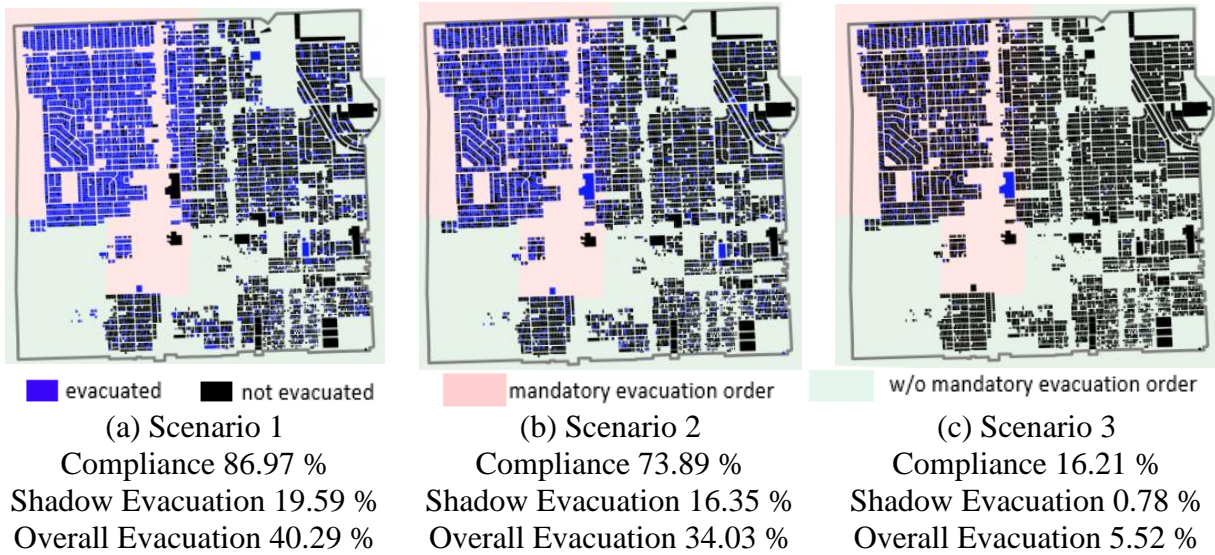 evacuated not evacuated mandatory evacuation order w/o mandatory evacuation order
(a) Scenario 1
Compliance 86.97 %
Shadow Evacuation 19.59 %
Overall Evacuation 40.29 %
(b) Scenario 2
Compliance 73.89 %
Shadow Evacuation 16.35 %
Overall Evacuation 34.03 %
(c) Scenario 3
Compliance 16.21 %
Shadow Evacuation 0.78 %
Overall Evacuation 5.52 %